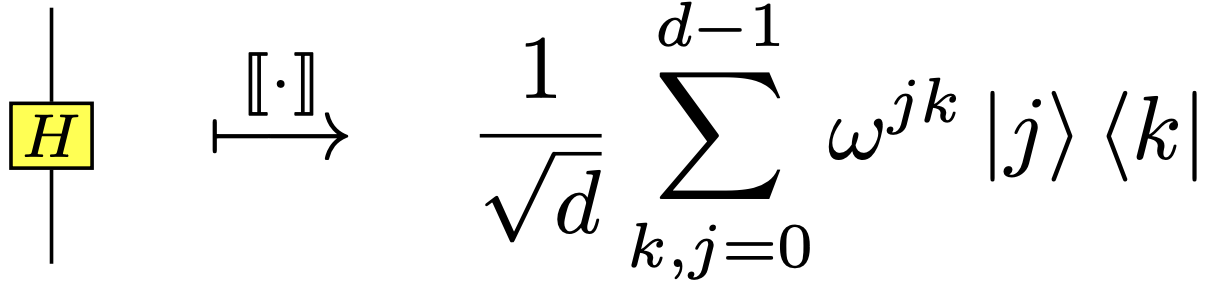 H ⟦·⟧ ↦ 1/√d ∑_{k,j=0}^{d−1} ω^{jk} |j⟩ ⟨k|